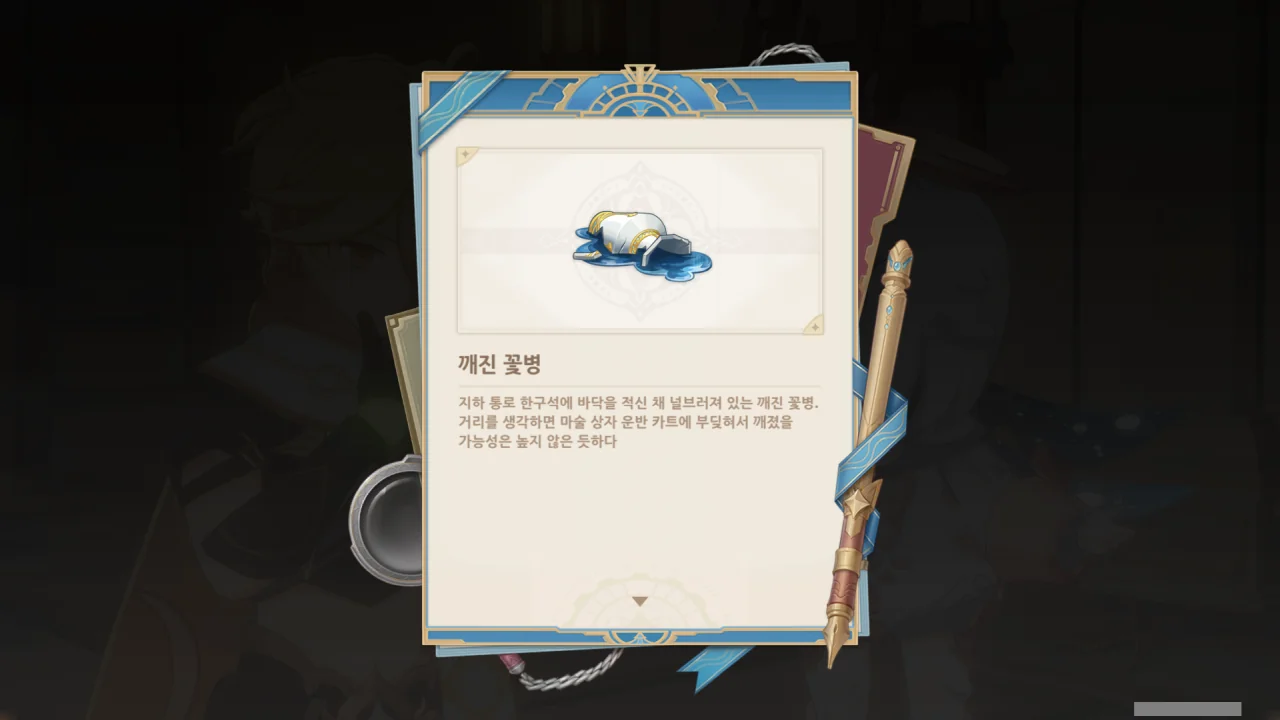 깨진 꽃병
지하 통로 한구석에 바닥을 적신 채 널브러져 있는 깨진 꽃병.
거리를 생각하면 마술 상자 운반 카트에 부딪혀서 깨졌을
가능성은 높지 않은 듯하다